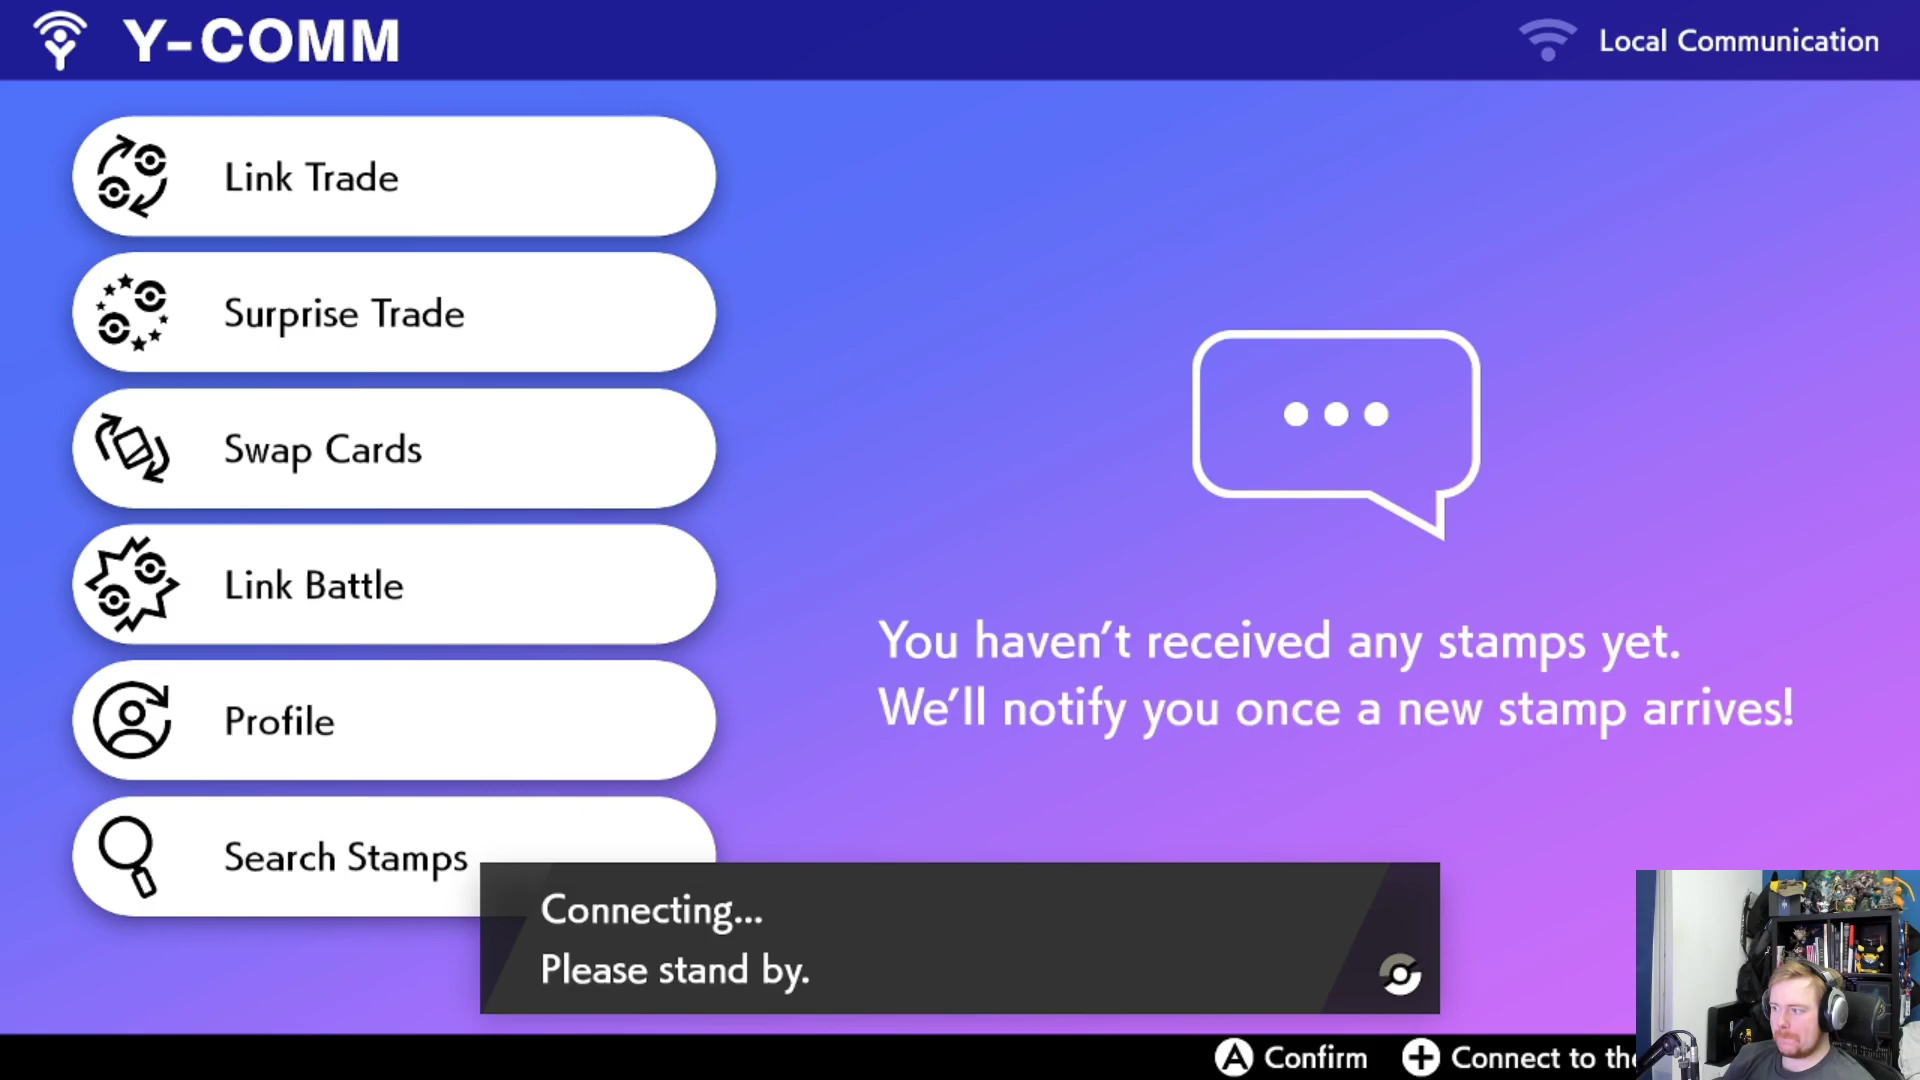 Y-COMM
Local Communication
Link Trade
Surprise Trade
Swap Cards
Link Battle
Profile
Search Stamps
You haven't received any stamps yet.
We'll notify you once a new stamp arrives!
Connecting...
Please stand by.
A Confirm
+ Connect to the